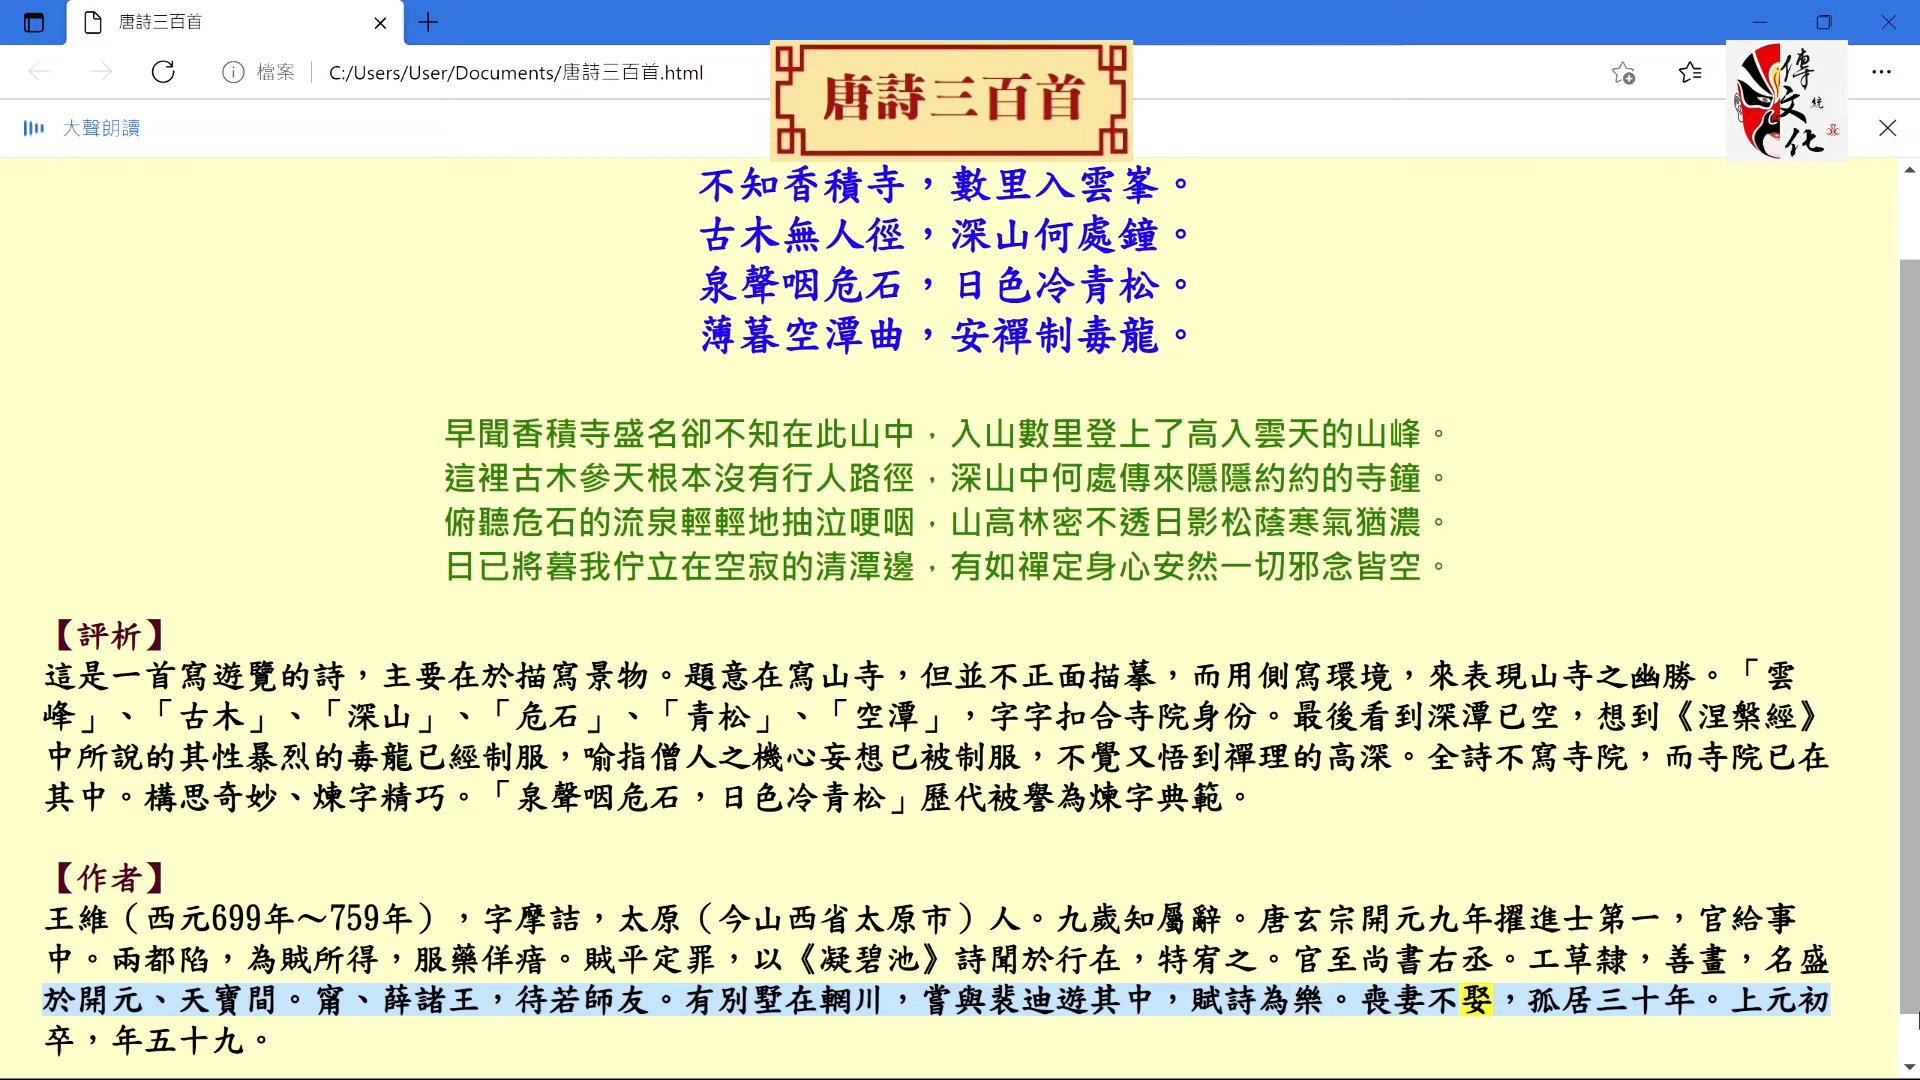 唐詩三百首
檔案
C:/Users/User/Documents/唐詩三百首.html
唐詩三百首
傳
統
文
化
大聲朗讀
不知香積寺，數里入雲峯。
古木無人徑，深山何處鐘。
泉聲咽危石，日色冷青松。
薄暮空潭曲，安禪制毒龍。
早聞香積寺盛名卻不知在此山中，入山數里登上了高入雲天的山峰。
這裡古木參天根本沒有行人路徑，深山中何處傳來隱隱約約的寺鐘。
俯聽危石的流泉輕輕地抽泣哽咽，山高林密不透日影松蔭寒氣猶濃。
日已將暮我佇立在空寂的清潭邊，有如禪定身心安然一切邪念皆空。
【評析】
這是一首寫遊覽的詩，主要在於描寫景物。題意在寫山寺，但並不正面描摹，而用側寫環境，來表現山寺之幽勝。「雲
峰」、「古木」、「深山」、「危石」、「青松」、「空潭」，字字扣合寺院身份。最後看到深潭已空，想到《涅槃經》
中所說的其性暴烈的毒龍已經制服，喻指僧人之機心妄想已被制服，不覺又悟到禪理的高深。全詩不寫寺院，而寺院已在
其中。構思奇妙、煉字精巧。「泉聲咽危石，日色冷青松」歷代被譽為煉字典範。
【作者】
王維（西元699年～759年），字摩詰，太原（今山西省太原市）人。九歲知屬辭。唐玄宗開元九年擢進士第一，官給事
中。兩都陷，為賊所得，服藥佯瘖。賊平定罪，以《凝碧池》詩聞於行在，特宥之。官至尚書右丞。工草隸，善畫，名盛
於開元、天寶間。甯、薛諸王，待若師友。有別墅在輞川，嘗與裴迪遊其中，賦詩為樂。喪妻不娶，孤居三十年。上元初
卒，年五十九。